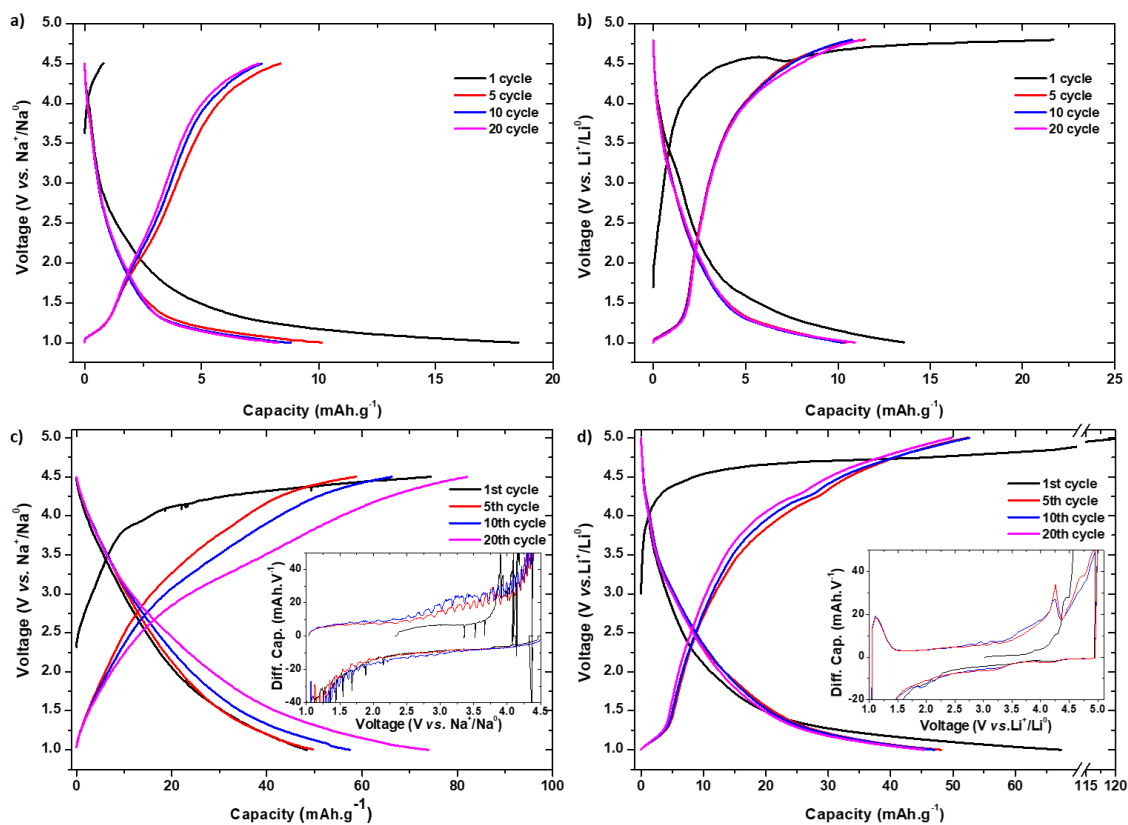 a)
Voltage (V vs. Na⁺/Na⁰)
5.0
4.5
4.0
3.5
3.0
2.5
2.0
1.5
1.0
1 cycle
5 cycle
10 cycle
20 cycle
0 5 10 15 20
Capacity (mAh.g⁻¹)
b)
Voltage (V vs. Li⁺/Li⁰)
5.0
4.5
4.0
3.5
3.0
2.5
2.0
1.5
1.0
1 cycle
5 cycle
10 cycle
20 cycle
0 5 10 15 20 25
Capacity (mAh.g⁻¹)
c)
Voltage (V vs. Na⁺/Na⁰)
5.0
4.5
4.0
3.5
3.0
2.5
2.0
1.5
1.0
1st cycle
5th cycle
10th cycle
20th cycle
Diff. Cap. (mAh.V⁻¹)
40
20
0
-20
-40
1.0 1.5 2.0 2.5 3.0 3.5 4.0 4.5
Voltage (V vs. Na⁺/Na⁰)
0 20 40 60 80 100
Capacity (mAh.g⁻¹)
d)
Voltage (V vs.Li⁺/Li⁰)
5.0
4.5
4.0
3.5
3.0
2.5
2.0
1.5
1.0
1st cycle
5th cycle
10th cycle
20th cycle
Diff. Cap. (mAh.V⁻¹)
40
20
0
-20
1.0 1.5 2.0 2.5 3.0 3.5 4.0 4.5 5.0
Voltage (V vs.Li⁺/Li⁰)
0 10 20 30 40 50 60 115 120
Capacity (mAh.g⁻¹)